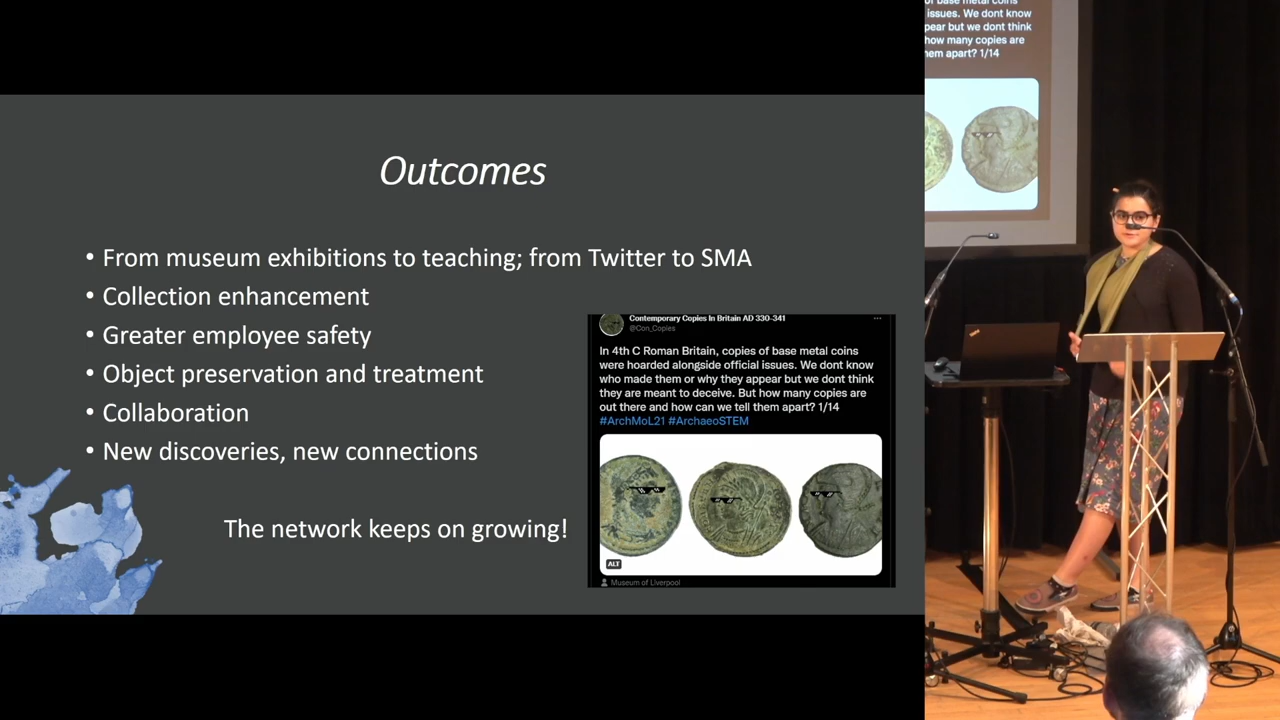 Outcomes
• From museum exhibitions to teaching; from Twitter to SMA
• Collection enhancement
• Greater employee safety
• Object preservation and treatment
• Collaboration
• New discoveries, new connections
The network keeps on growing!
Contemporary Copies In Britain AD 330-341
@Con_Copies
In 4th C Roman Britain, copies of base metal coins
were hoarded alongside official issues. We dont know
who made them or why they appear but we dont think
they are meant to deceive. But how many copies are
out there and how can we tell them apart? 1/14
#ArchMoL21 #ArchaeoSTEM
ALT
Museum of Liverpool
of base metal coins
issues. We dont know
pear but we dont think
how many copies are
hem apart? 1/14